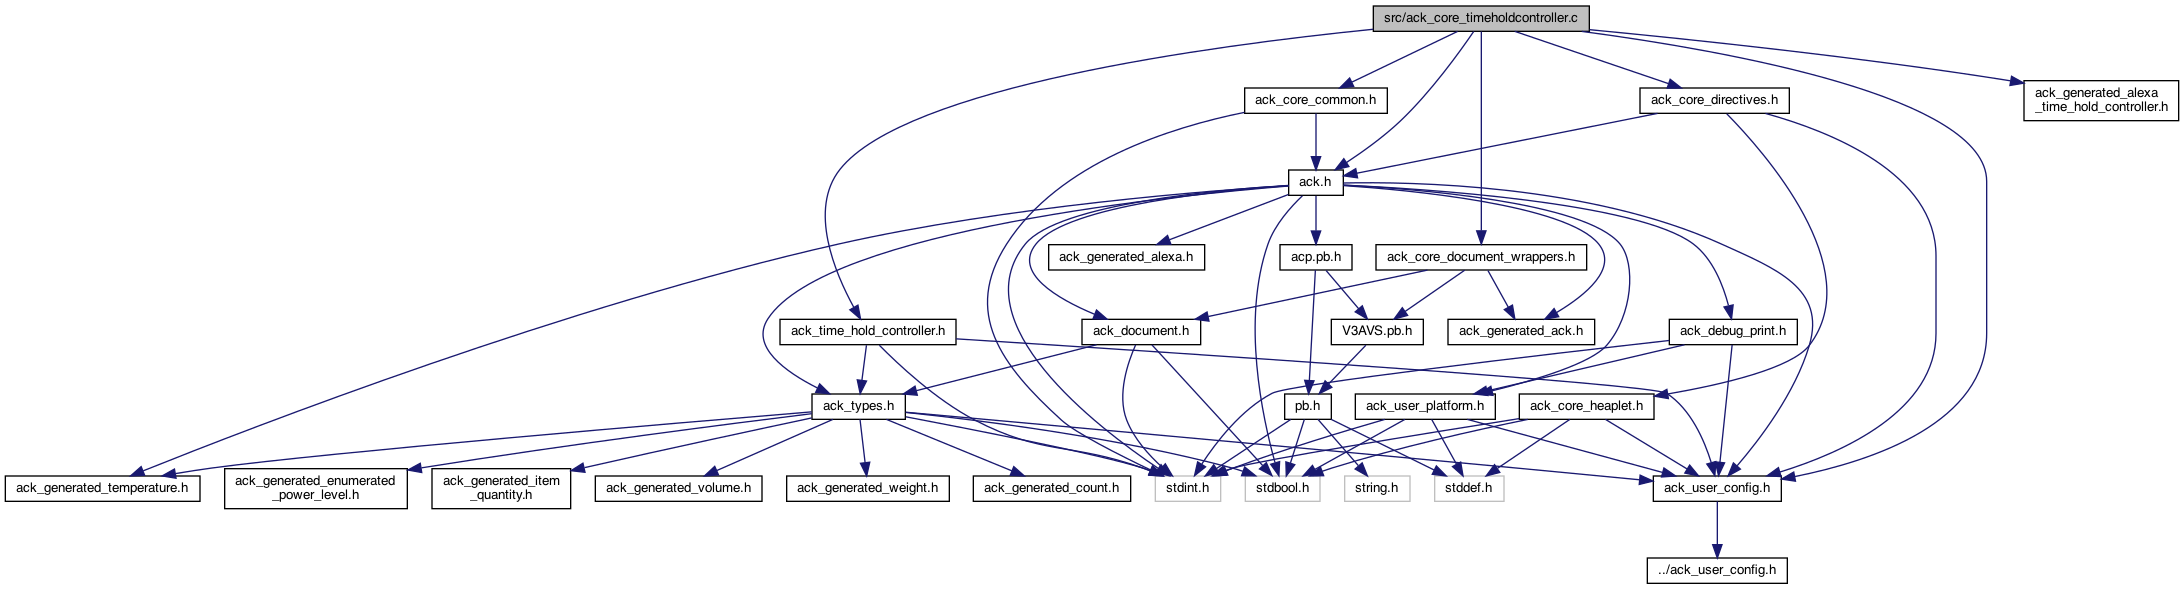 src/ack_core_timeholdcontroller.c
ack_core_common.h
ack_core_directives.h
ack_generated_alexa
_time_hold_controller.h
ack.h
ack_generated_alexa.h
acp.pb.h
ack_core_document_wrappers.h
ack_time_hold_controller.h
ack_document.h
V3AVS.pb.h
ack_generated_ack.h
ack_debug_print.h
ack_types.h
pb.h
ack_user_platform.h
ack_core_heaplet.h
ack_generated_temperature.h
ack_generated_enumerated
_power_level.h
ack_generated_item
_quantity.h
ack_generated_volume.h
ack_generated_weight.h
ack_generated_count.h
stdint.h
stdbool.h
string.h
stddef.h
ack_user_config.h
../ack_user_config.h